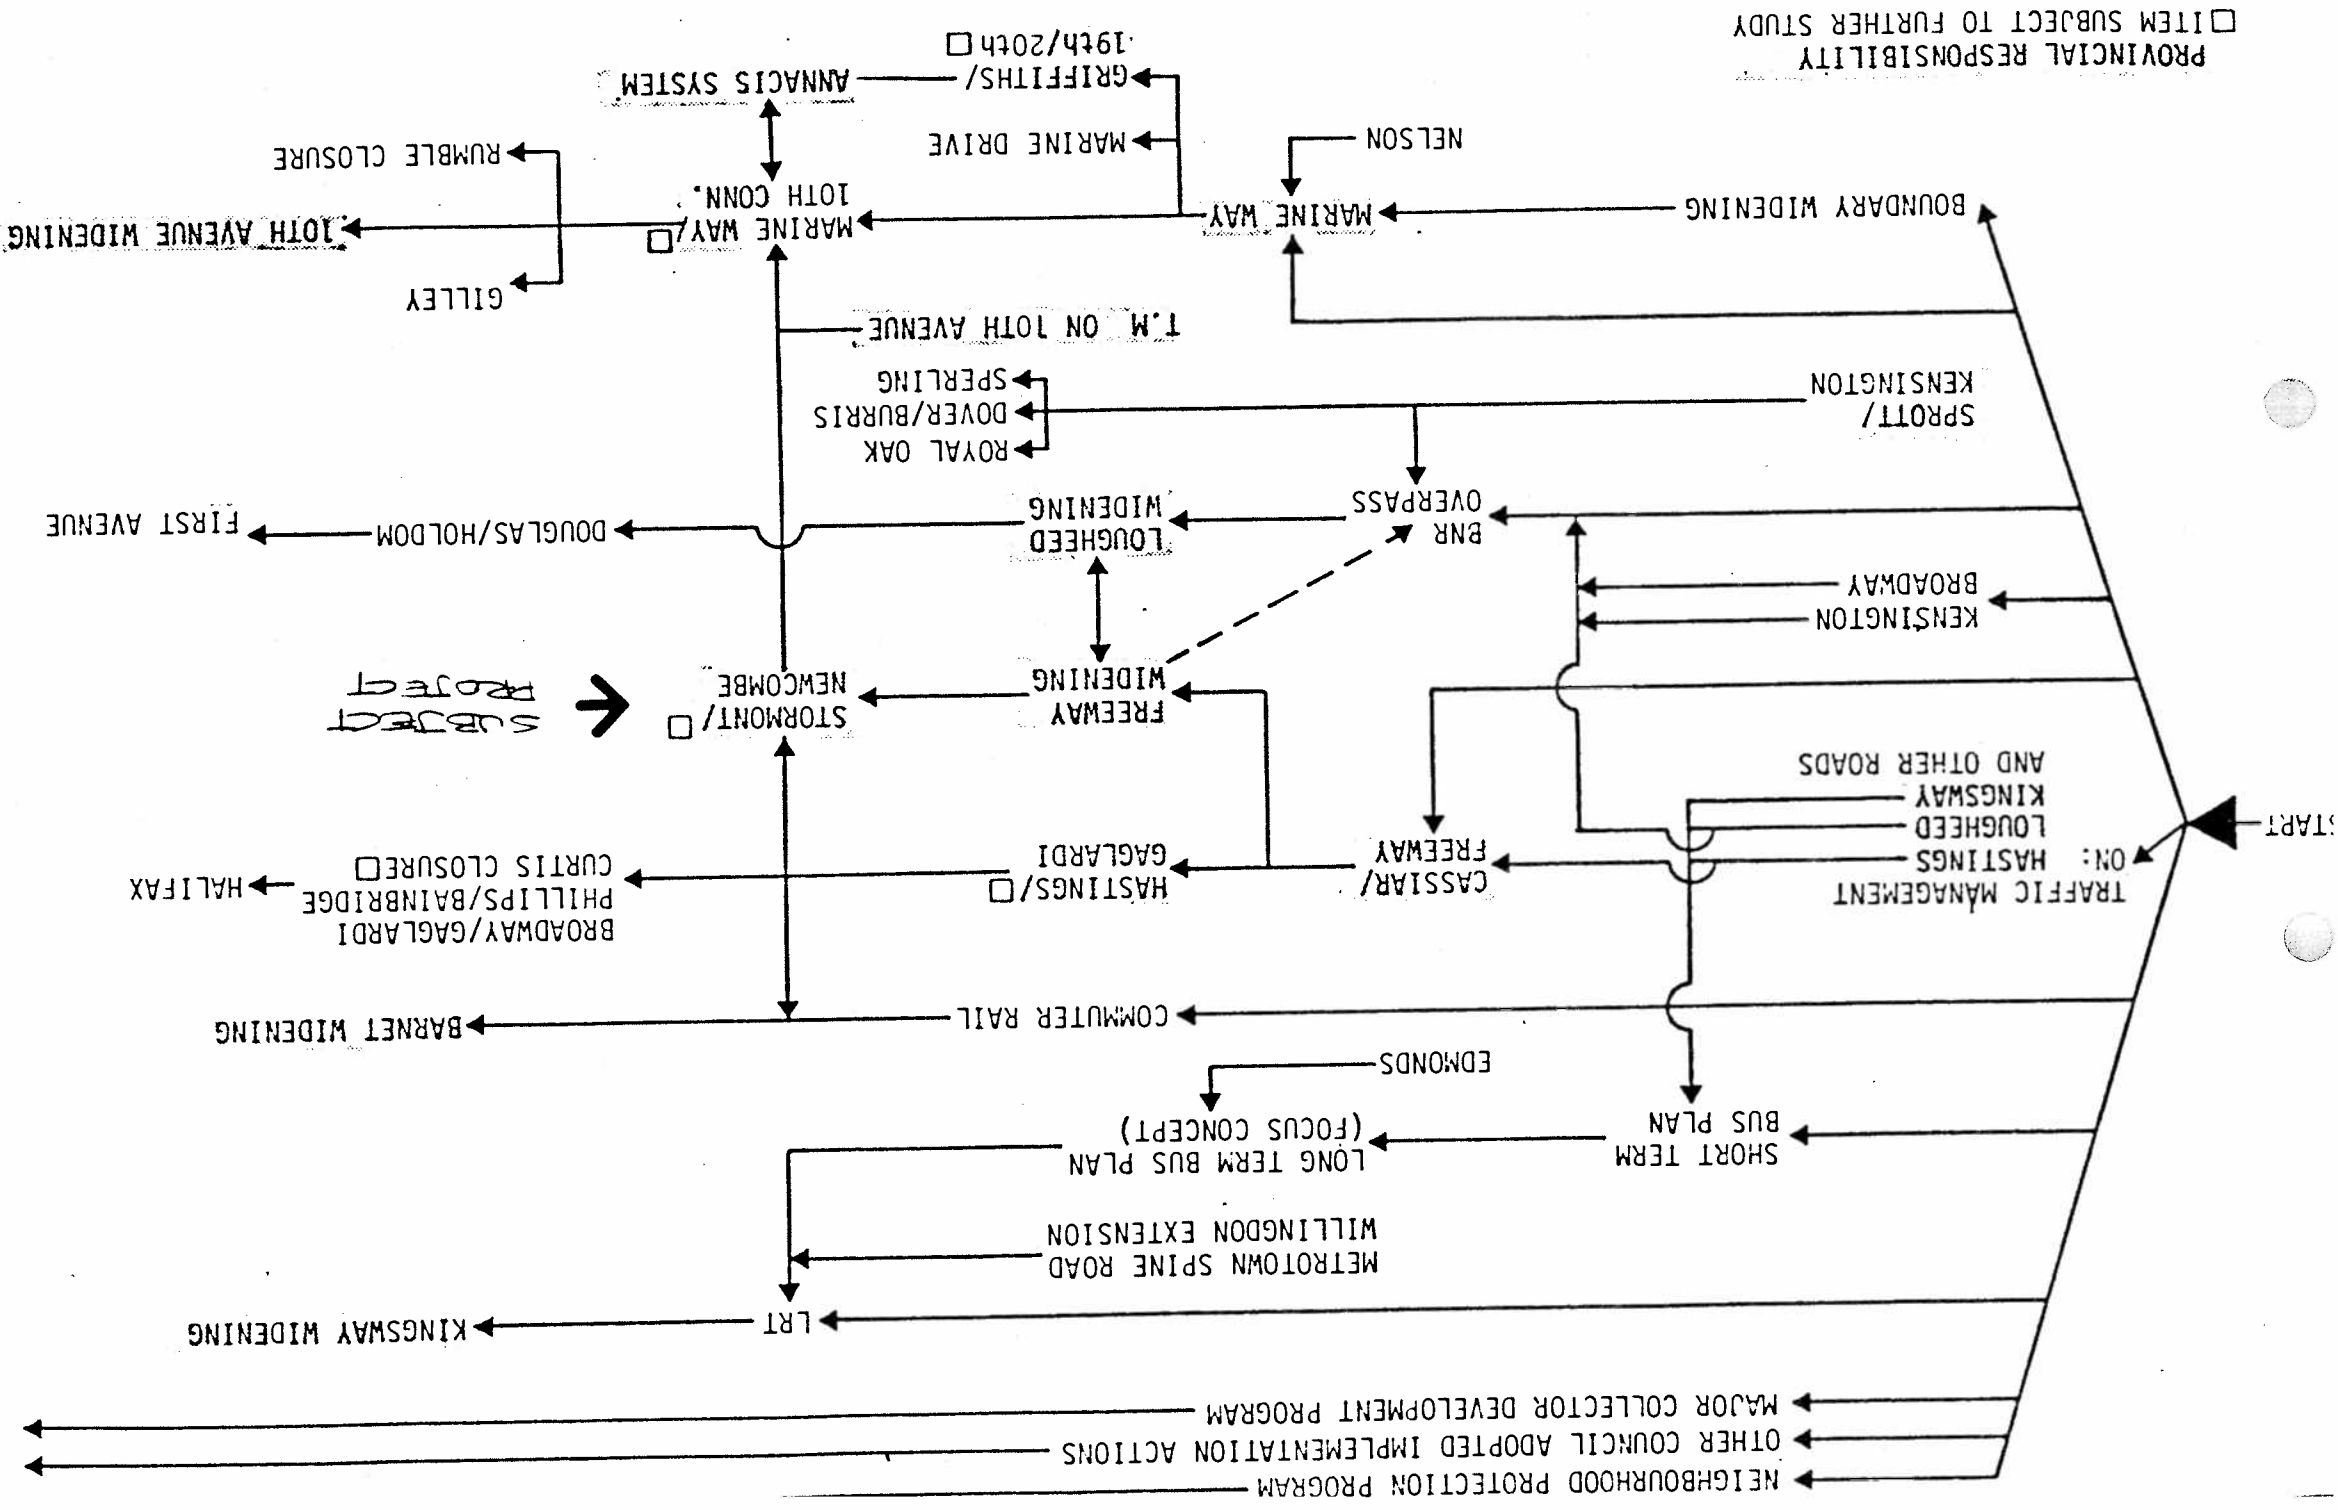 NEIGHBOURHOOD PROTECTION PROGRAM
OTHER COUNCIL ADOPTED IMPLEMENTATION ACTIONS
MAJOR COLLECTOR DEVELOPMENT PROGRAM
LRT
KINGSWAY WIDENING
METROTOWN SPINE ROAD
WILLINGDON EXTENSION
SHORT TERM
BUS PLAN
LONG TERM BUS PLAN
(FOCUS CONCEPT)
EDMONDS
COMMUTER RAIL
BARNET WIDENING
TRAFFIC MANAGEMENT
ON: HASTINGS
LOUGHEED
KINGSWAY
AND OTHER ROADS
START
CASSIAR/
FREEWAY
HASTINGS/□
GAGLARDI
BROADWAY/GAGLARDI
PHILLIPS/BAINBRIDGE
CURTIS CLOSURE□
HALIFAX
FREEWAY
WIDENING
STORMONT/□
NEWCOMBE
SUBJECT
PROJECT
KENSINGTON
BROADWAY
BNR
OVERPASS
LOUGHEED
WIDENING
DOUGLAS/HOLDOM
FIRST AVENUE
SPROTT/
KENSINGTON
ROYAL OAK
DOVER/BURRIS
SPERLING
T.M. ON 10TH AVENUE
BOUNDARY WIDENING
MARINE WAY
MARINE WAY/□
10TH CONN.
GILLEY
10TH AVENUE WIDENING
RUMBLE CLOSURE
NELSON
MARINE DRIVE
GRIFFITHS/
19th/20th □
ANNACIS SYSTEM
PROVINCIAL RESPONSIBILITY
□ITEM SUBJECT TO FURTHER STUDY